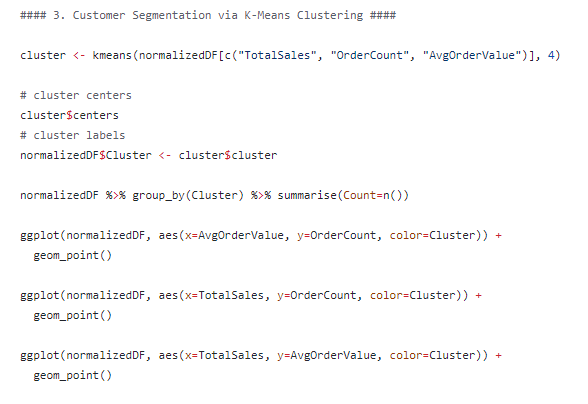 #### 3. Customer Segmentation via K-Means Clustering ####
cluster <- kmeans(normalizedDF[c("TotalSales", "OrderCount", "AvgOrderValue")], 4)
# cluster centers
cluster$centers
# cluster labels
normalizedDF$Cluster <- cluster$cluster
normalizedDF %>% group_by(Cluster) %>% summarise(Count=n())
ggplot(normalizedDF, aes(x=AvgOrderValue, y=OrderCount, color=Cluster)) +
  geom_point()
ggplot(normalizedDF, aes(x=TotalSales, y=OrderCount, color=Cluster)) +
  geom_point()
ggplot(normalizedDF, aes(x=TotalSales, y=AvgOrderValue, color=Cluster)) +
  geom_point()